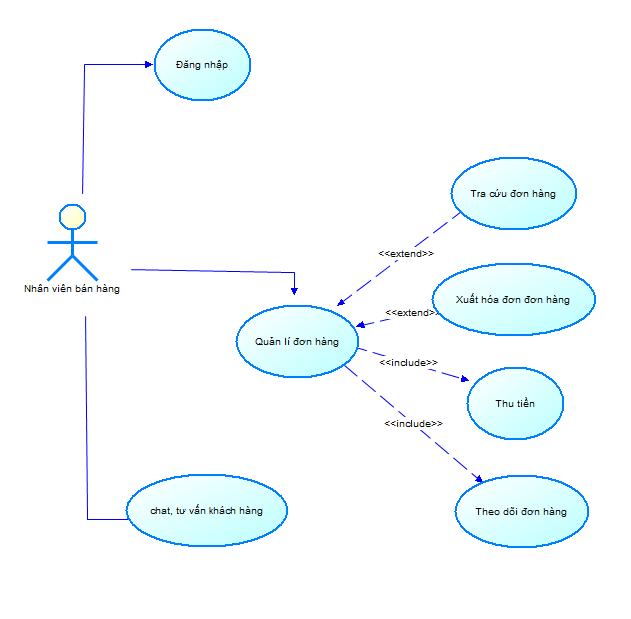 Đăng nhập
Tra cứu đơn hàng
<<extend>>
Nhân viên bán hàng
Xuất hóa đơn đơn hàng
<<extend>>
Quản lí đơn hàng
<<include>>
Thu tiền
<<include>>
chat, tư vấn khách hàng
Theo dõi đơn hàng